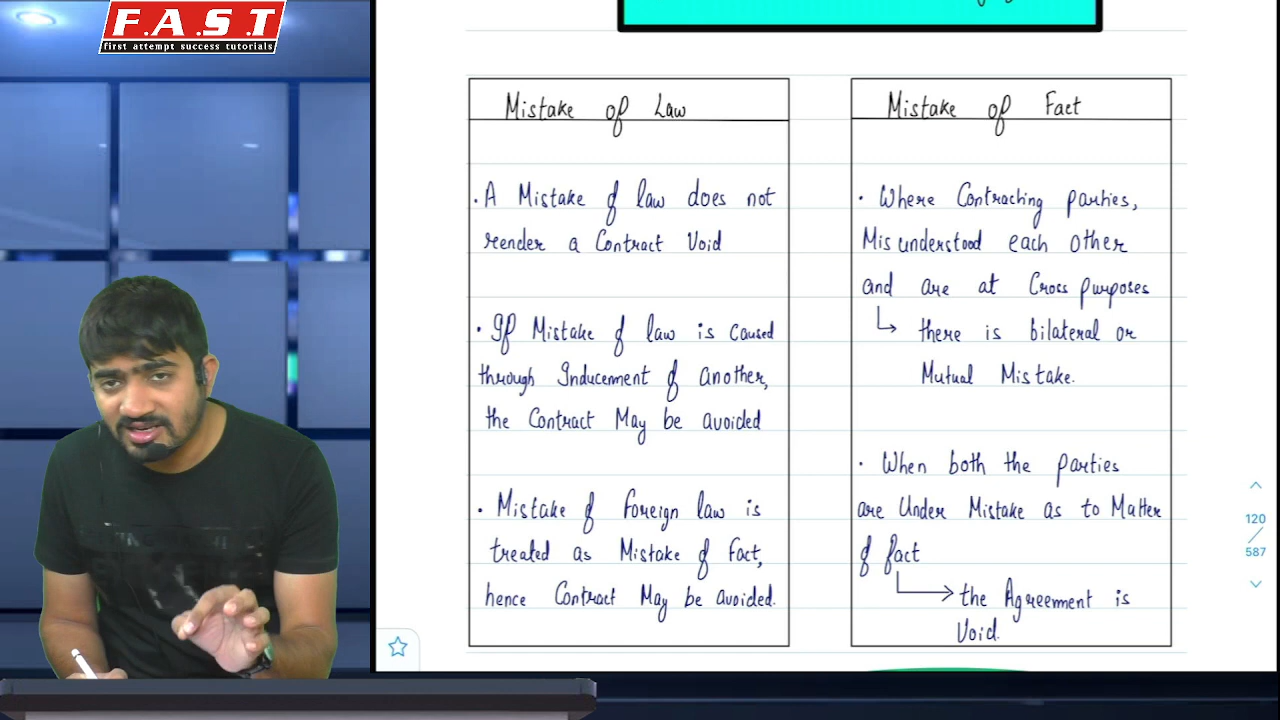 F.A.S.T
first attempt success tutorials
Mistake of Law
• A Mistake of law does not
render a Contract Void
• If Mistake of law is caused
through Inducement of another,
the Contract May be avoided
• Mistake of foreign law is
treated as Mistake of Fact,
hence Contract May be avoided.
Mistake of Fact
• Where Contracting parties,
Misunderstood each other
and are at Cross purposes
↳ there is bilateral or
Mutual Mistake.
• When both the parties
are Under Mistake as to Matter
of fact
↳ the Agreement is
Void.
120
587